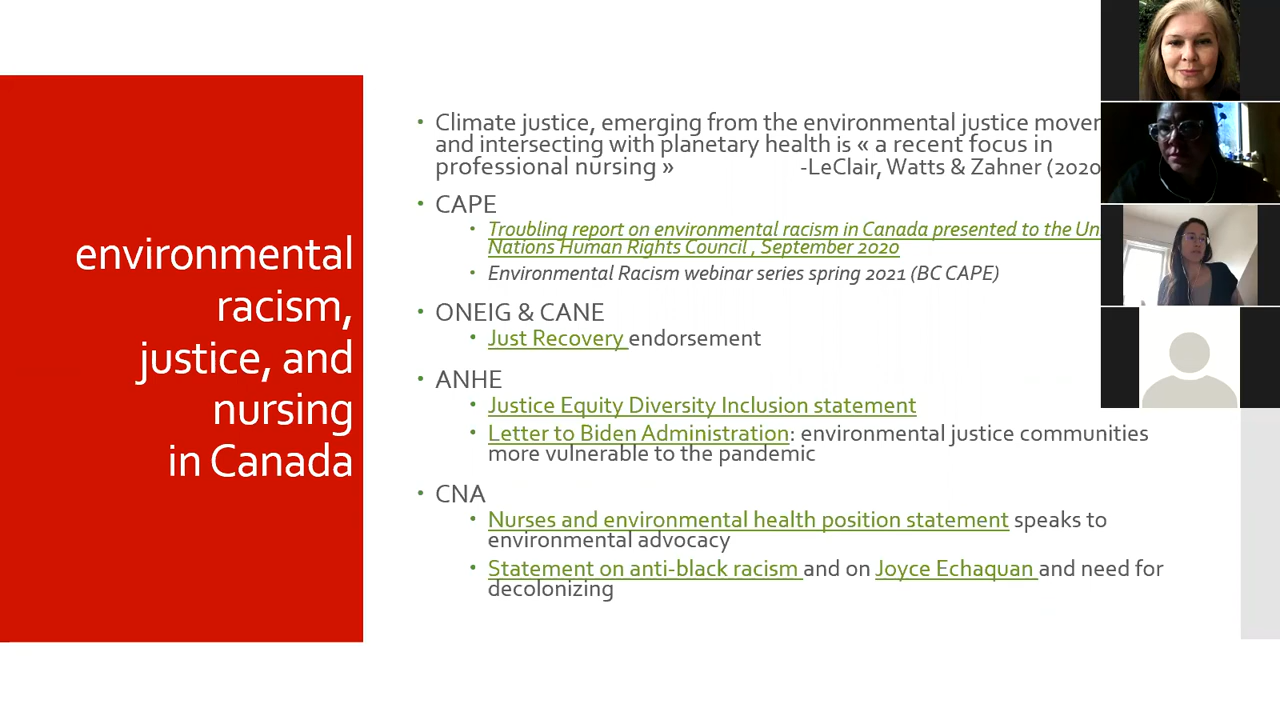 environmental
racism,
justice, and
nursing
in Canada
Climate justice, emerging from the environmental justice
and intersecting with planetary health is « a recent focus in
professional nursing » -LeClair, Watts & Zahner (2020
CAPE
Troubling report on environmental racism in Canada presented to the
Nations Human Rights Council , September 2020
Environmental Racism webinar series spring 2021 (BC CAPE)
ONEIG & CANE
Just Recovery endorsement
ANHE
Justice Equity Diversity Inclusion statement
Letter to Biden Administration: environmental justice communities
more vulnerable to the pandemic
CNA
Nurses and environmental health position statement speaks to
environmental advocacy
Statement on anti-black racism and on Joyce Echaquan and need for
decolonizing